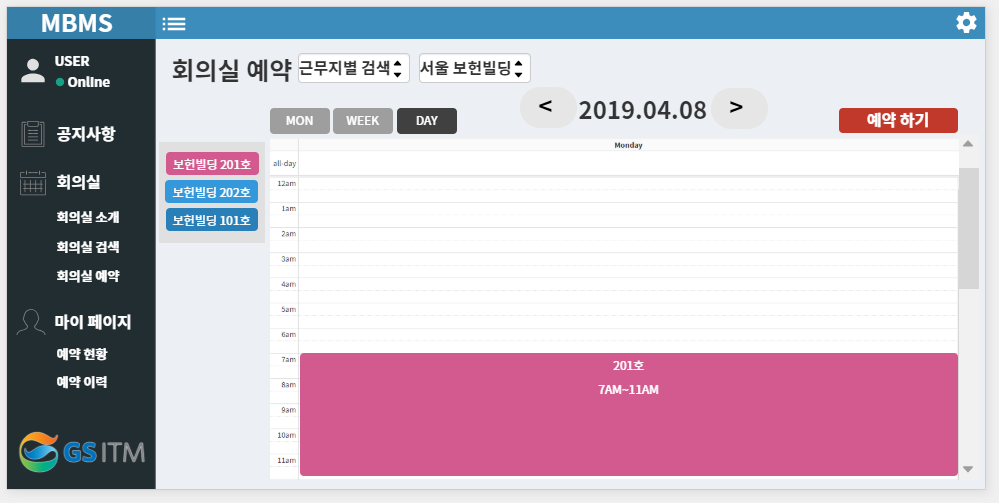 MBMS
USER
Online
공지사항
회의실
회의실 소개
회의실 검색
회의실 예약
마이 페이지
예약 현황
예약 이력
GS ITM
회의실 예약
근무지별 검색
서울 보헌빌딩
MON
WEEK
DAY
<
2019.04.08
>
예약 하기
보헌빌딩 201호
보헌빌딩 202호
보헌빌딩 101호
Monday
all-day
12am
1am
2am
3am
4am
5am
6am
7am
8am
9am
10am
11am
201호
7AM~11AM